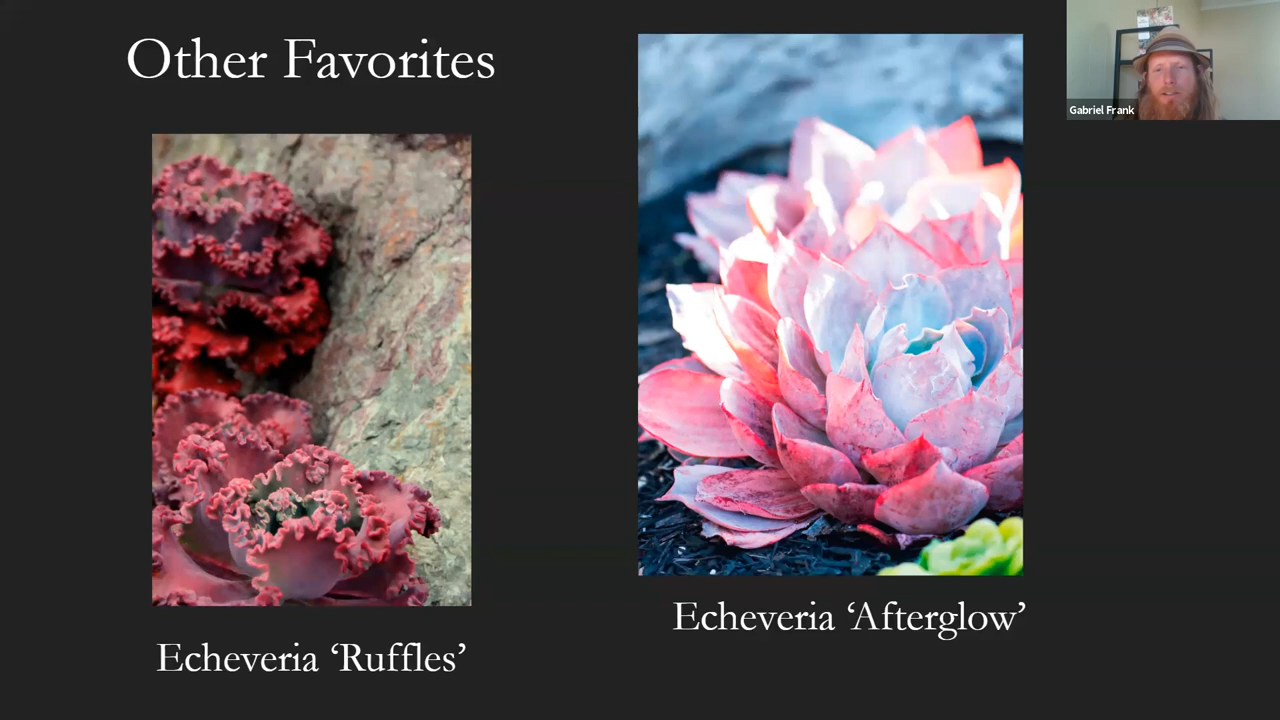 Other Favorites
Gabriel Frank
Echeveria ‘Afterglow’
Echeveria ‘Ruffles’